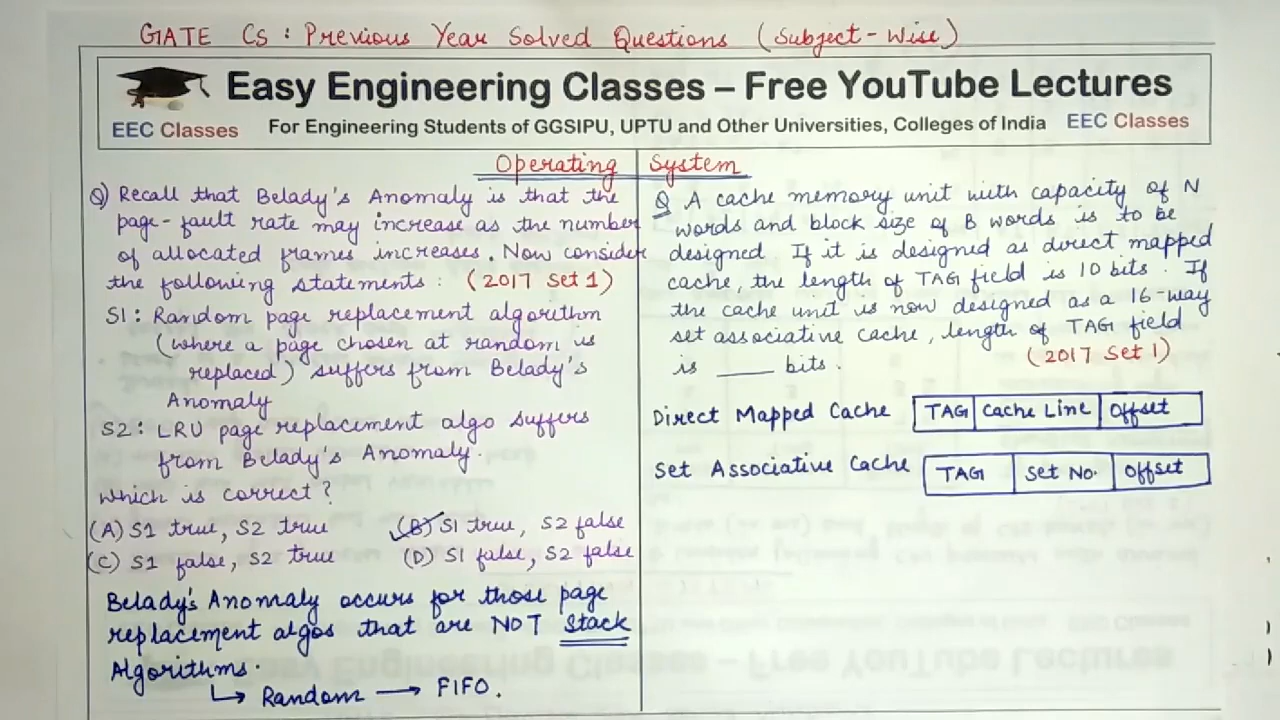 GATE CS : Previous Year Solved Questions (Subject-Wise)
Easy Engineering Classes – Free YouTube Lectures
EEC Classes
For Engineering Students of GGSIPU, UPTU and Other Universities, Colleges of India
EEC Classes
Operating System
Q) Recall that Belady's Anomaly is that the
page-fault rate may increase as the number
of allocated frames increases. Now consider
the following statements : (2017 Set 1)
S1: Random page replacement algorithm
(where a page chosen at random is
replaced) suffers from Belady's
Anomaly
S2: LRU page replacement algo suffers
from Belady's Anomaly.
Which is correct?
(A) S1 true, S2 true (B) S1 true, S2 false
(C) S1 false, S2 true (D) S1 false, S2 false
Belady's Anomaly occurs for those page
replacement algos that are NOT Stack
Algorithms.
↳ Random → FIFO.
Q A cache memory unit with capacity of N
words and block size of B words is to be
designed. If it is designed as direct mapped
cache, the length of TAG field is 10 bits. If
the cache unit is now designed as a 16-way
set associative cache, length of TAG field
is ____ bits. (2017 Set 1)
Direct Mapped Cache TAG Cache Line Offset
Set Associative Cache TAG Set No. Offset